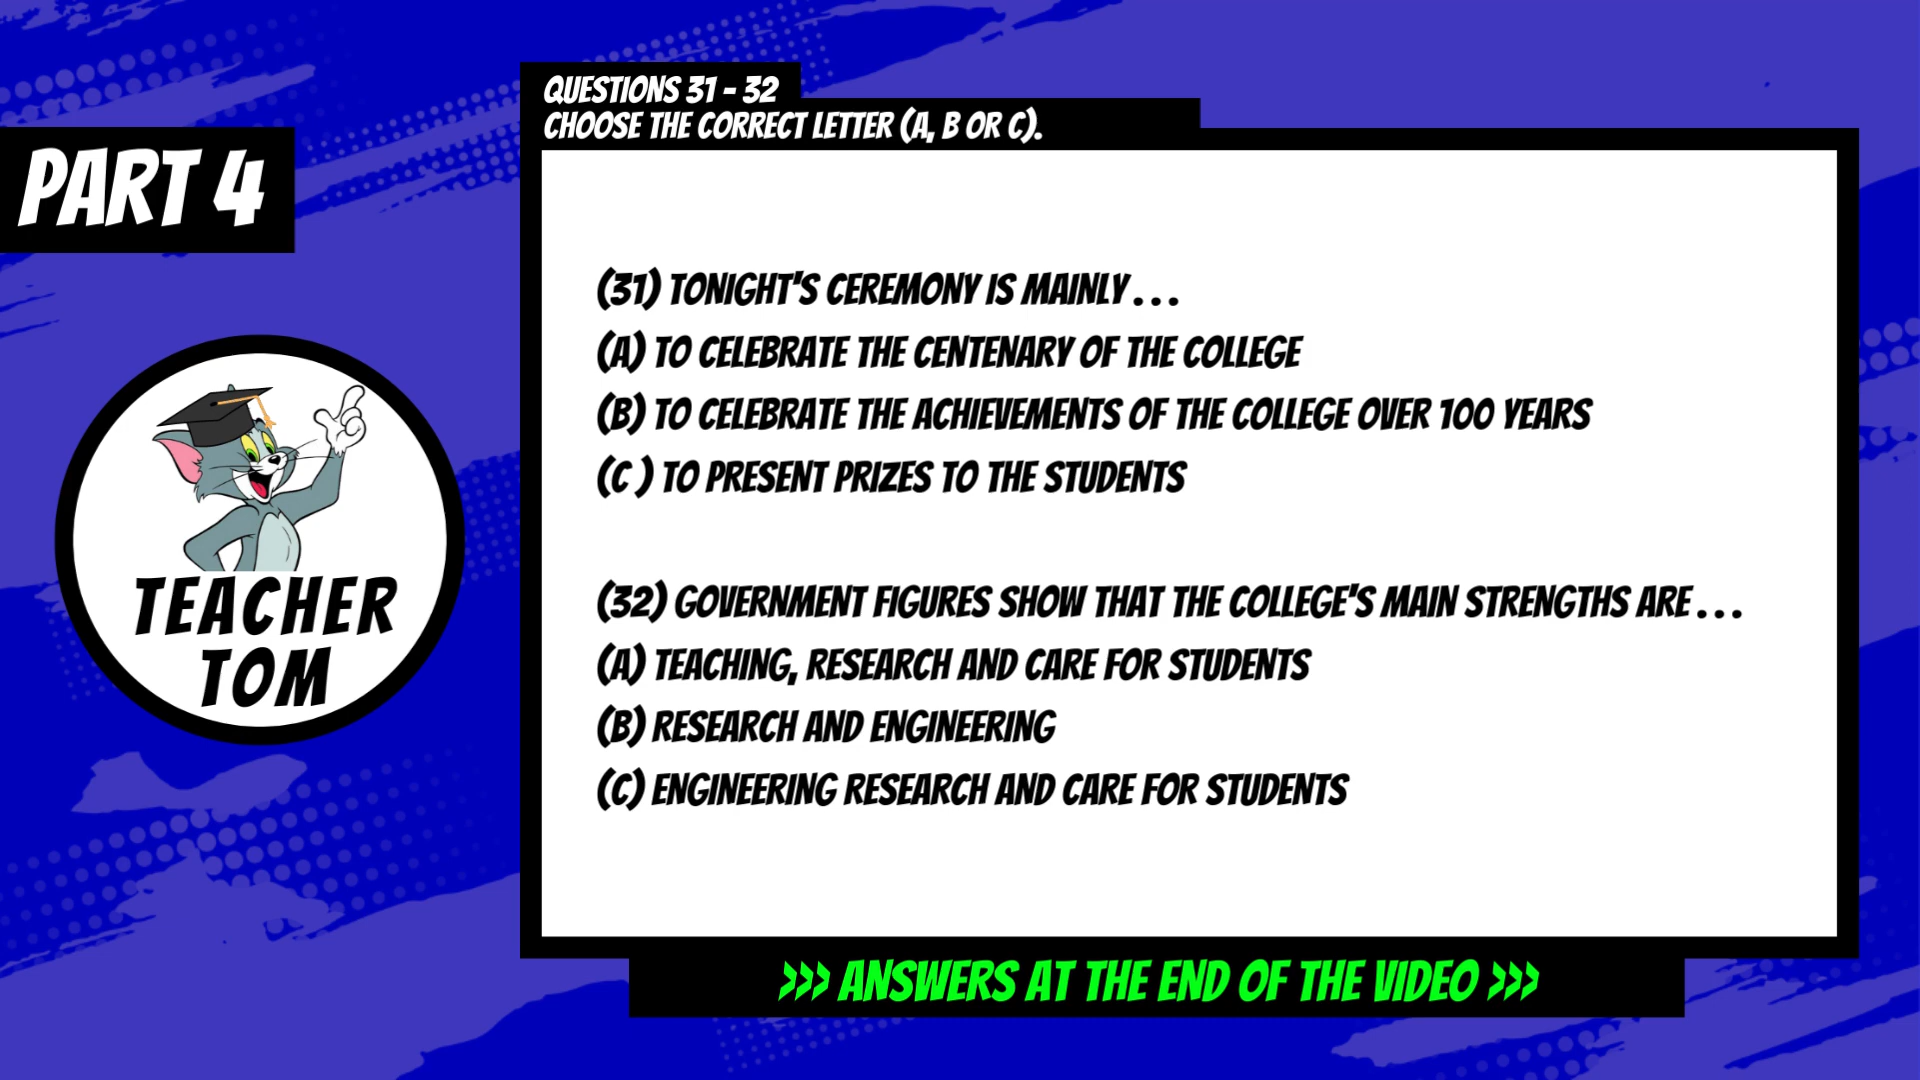 QUESTIONS 31 - 32
CHOOSE THE CORRECT LETTER (A, B OR C).
PART 4
(31) TONIGHT'S CEREMONY IS MAINLY...
(A) TO CELEBRATE THE CENTENARY OF THE COLLEGE
(B) TO CELEBRATE THE ACHIEVEMENTS OF THE COLLEGE OVER 100 YEARS
(C ) TO PRESENT PRIZES TO THE STUDENTS
(32) GOVERNMENT FIGURES SHOW THAT THE COLLEGE'S MAIN STRENGTHS ARE...
(A) TEACHING, RESEARCH AND CARE FOR STUDENTS
(B) RESEARCH AND ENGINEERING
(C) ENGINEERING RESEARCH AND CARE FOR STUDENTS
TEACHER
TOM
>>> ANSWERS AT THE END OF THE VIDEO >>>